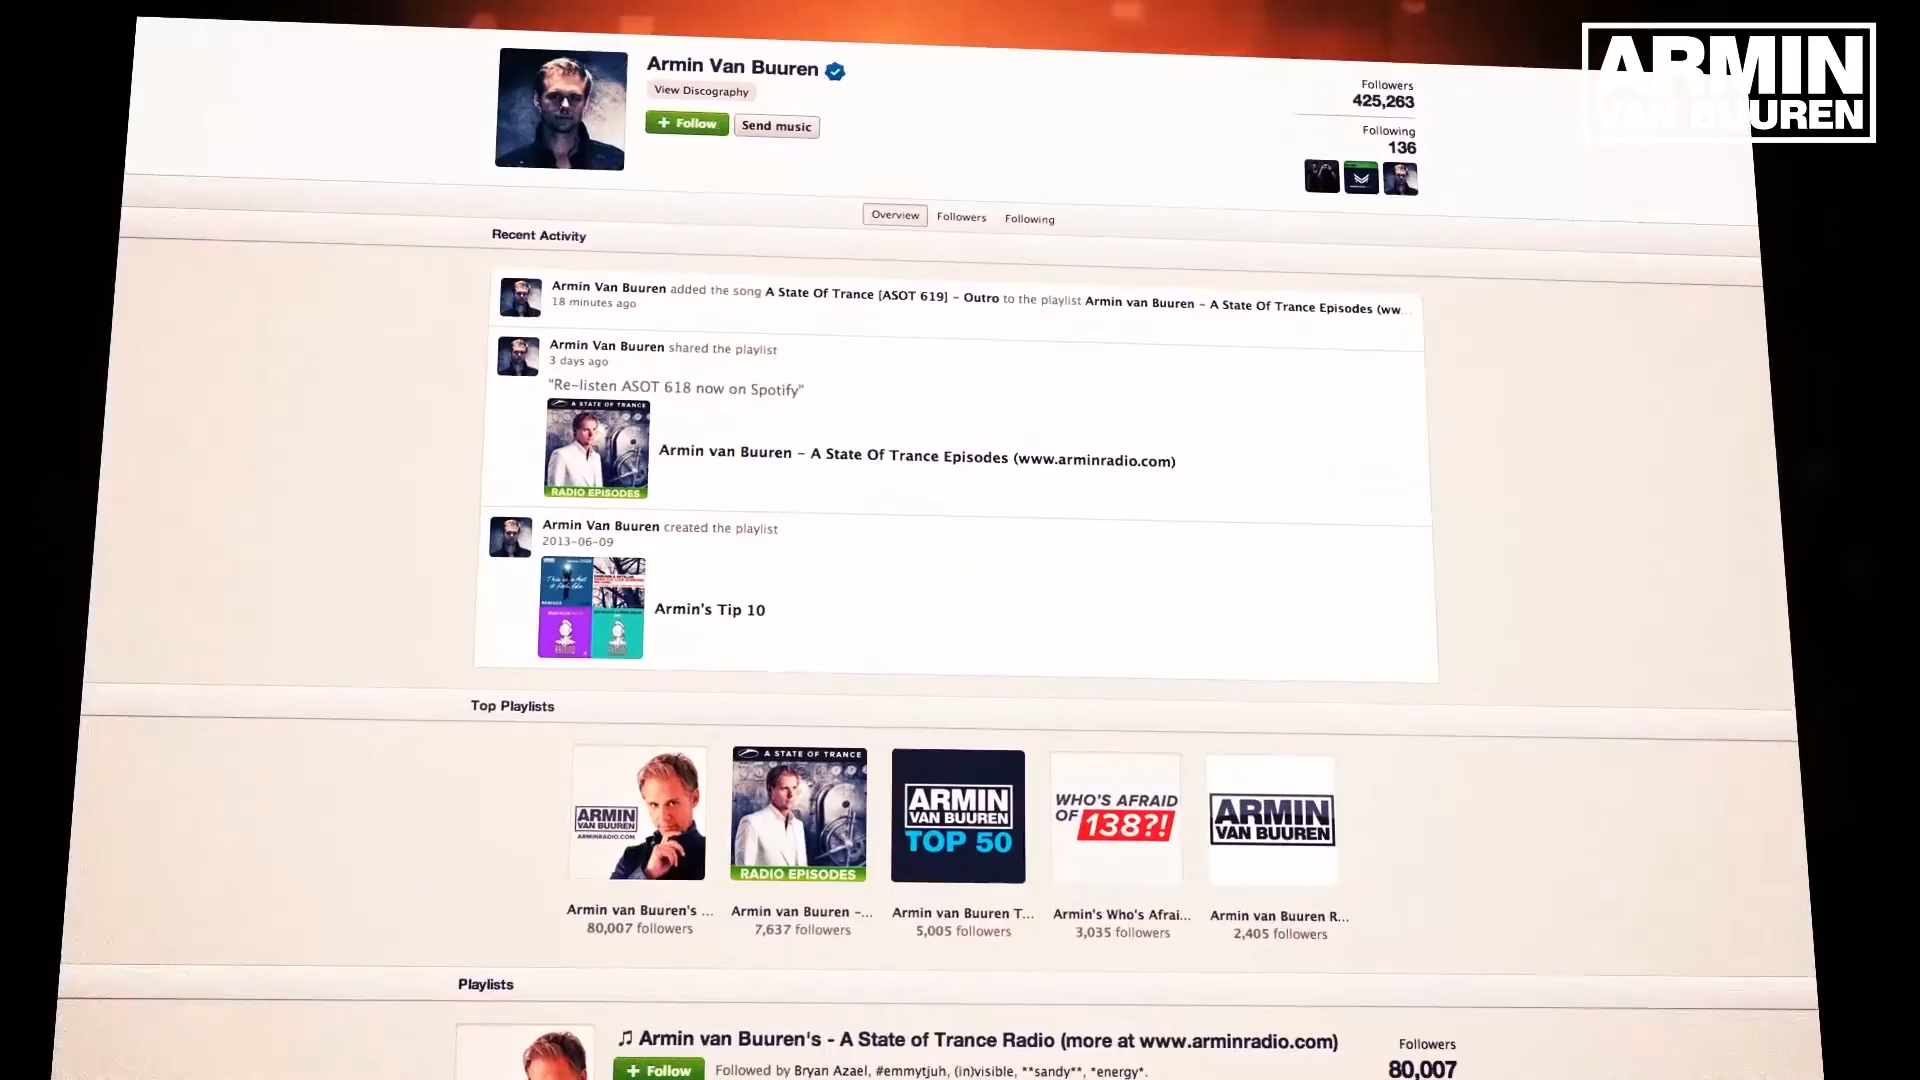 ARMIN
VAN BUUREN
Armin Van Buuren
View Discography
+ Follow
Send music
Followers
425,263
Following
136
Overview
Followers
Following
Recent Activity
Armin Van Buuren added the song A State Of Trance [ASOT 619] - Outro to the playlist Armin van Buuren - A State Of Trance Episodes (ww...
18 minutes ago
Armin Van Buuren shared the playlist
3 days ago
"Re-listen ASOT 618 now on Spotify"
A STATE OF TRANCE
RADIO EPISODES
Armin van Buuren - A State Of Trance Episodes (www.arminradio.com)
Armin Van Buuren created the playlist
2013-06-09
Armin's Tip 10
Top Playlists
ARMIN
VAN BUUREN
ARMINRADIO.COM
A STATE OF TRANCE
RADIO EPISODES
ARMIN
VAN BUUREN
TOP 50
WHO'S AFRAID
OF 138?!
ARMIN
VAN BUUREN
Armin van Buuren's ...
80,007 followers
Armin van Buuren -...
7,637 followers
Armin van Buuren T...
5,005 followers
Armin's Who's Afrai...
3,035 followers
Armin van Buuren R...
2,405 followers
Playlists
Armin van Buuren's - A State of Trance Radio (more at www.arminradio.com)
+ Follow
Followed by Bryan Azael, #emmytjuh, (in)visible, **sandy**, *energy*.
Followers
80,007